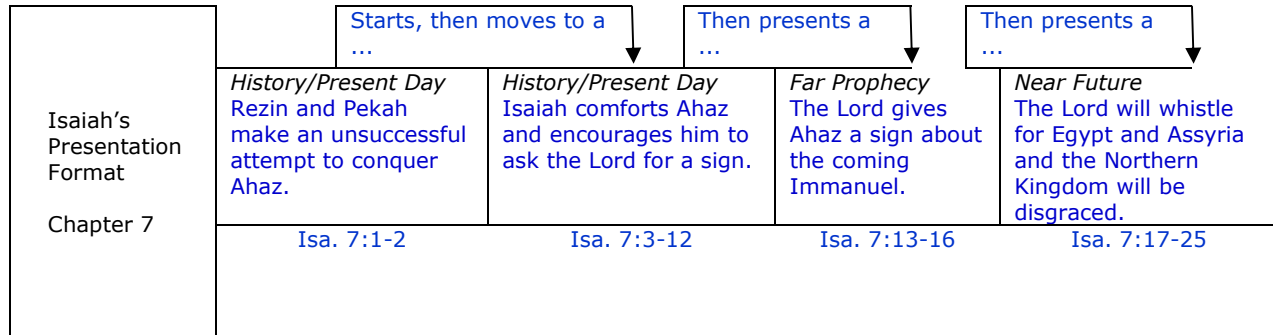 Isaiah's
Presentation
Format
Chapter 7
Starts, then moves to a
...
Then presents a
...
Then presents a
...
History/Present Day
Rezin and Pekah
make an unsuccessful
attempt to conquer
Ahaz.
History/Present Day
Isaiah comforts Ahaz
and encourages him to
ask the Lord for a sign.
Far Prophecy
The Lord gives
Ahaz a sign about
the coming
Immanuel.
Near Future
The Lord will whistle
for Egypt and Assyria
and the Northern
Kingdom will be
disgraced.
Isa. 7:1-2
Isa. 7:3-12
Isa. 7:13-16
Isa. 7:17-25